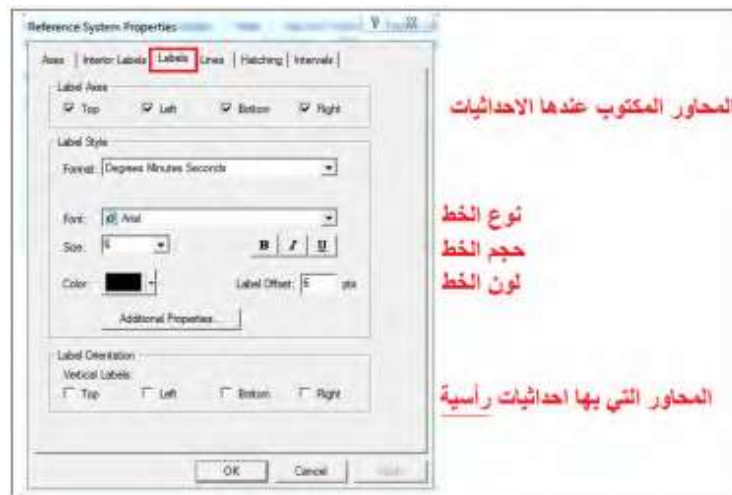 Reference System Properties
Axes Interior Labels Labels Lines Hatching Intervals
Label Axes
Top Left Bottom Right
المحاور المكتوب عندها الاحداثيات
Label Style
Format: Degrees Minutes Seconds
Font: Arial
نوع الخط
Size: 6 B I U
حجم الخط
Color: Label Offset: 6 pts
لون الخط
Additional Properties
Label Orientation
Vertical Labels:
Top Left Bottom Right
المحاور التي بها احداثيات رأسية
OK Cancel Apply